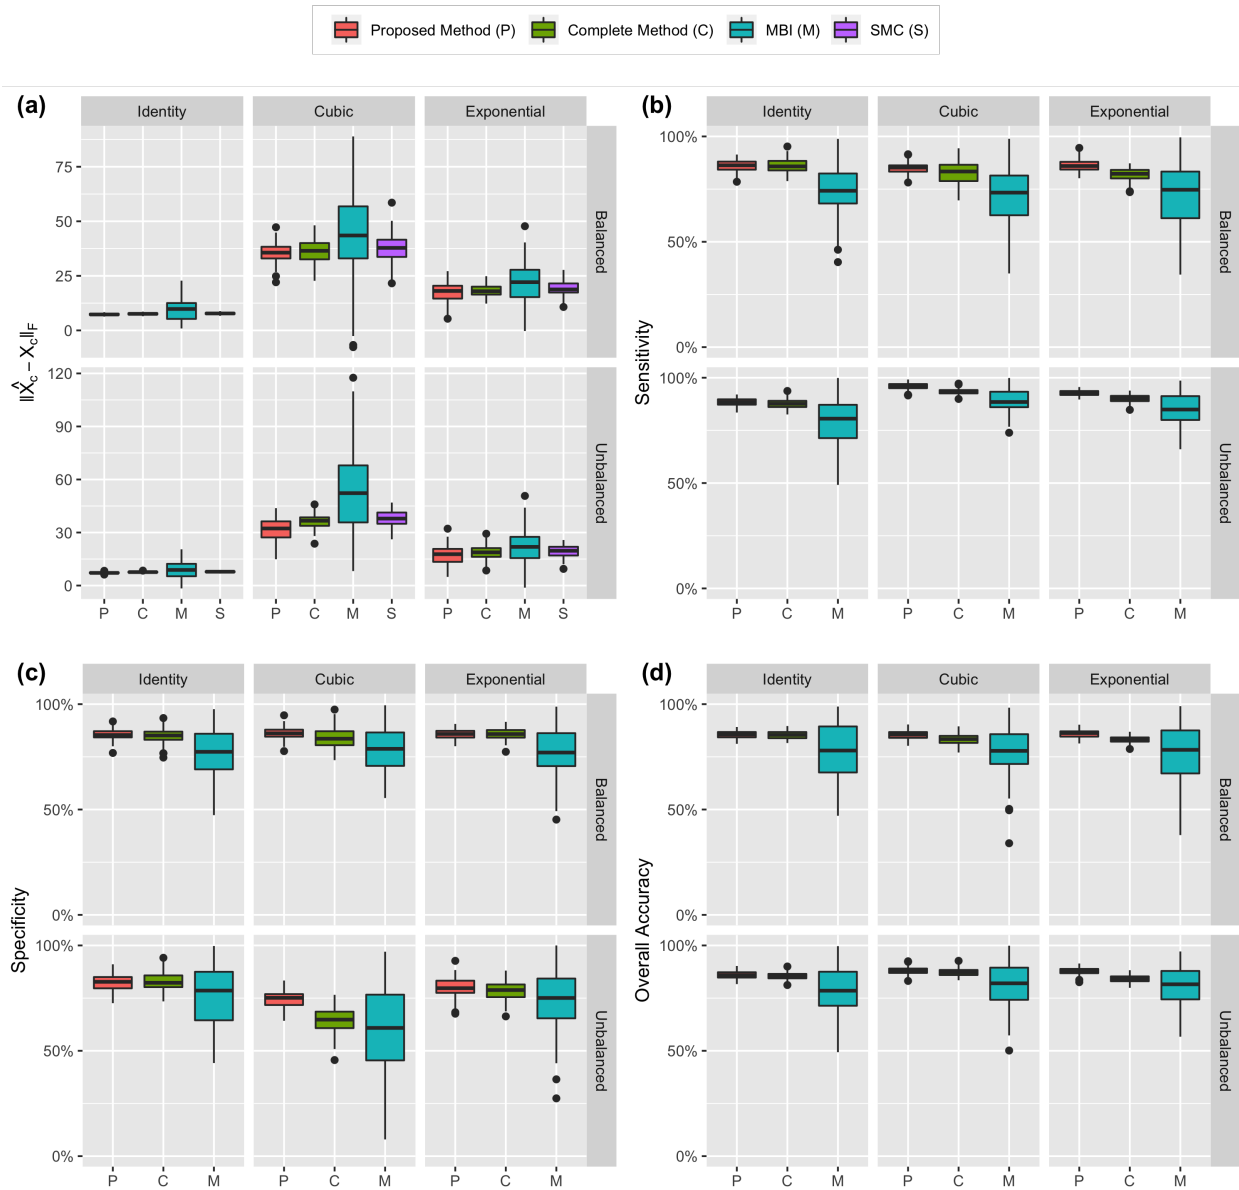 Proposed Method (P) Complete Method (C) MBI (M) SMC (S)
(a)
Identity Cubic Exponential
||X̂c − Xc||F
75
50
25
0
Balanced
120
90
60
30
0
Unbalanced
P C M S P C M S P C M S
(b)
Identity Cubic Exponential
Sensitivity
100%
50%
0%
Balanced
100%
50%
0%
Unbalanced
P C M P C M P C M
(c)
Identity Cubic Exponential
Specificity
100%
50%
0%
Balanced
100%
50%
0%
Unbalanced
P C M P C M P C M
(d)
Identity Cubic Exponential
Overall Accuracy
100%
50%
0%
Balanced
100%
50%
0%
Unbalanced
P C M P C M P C M